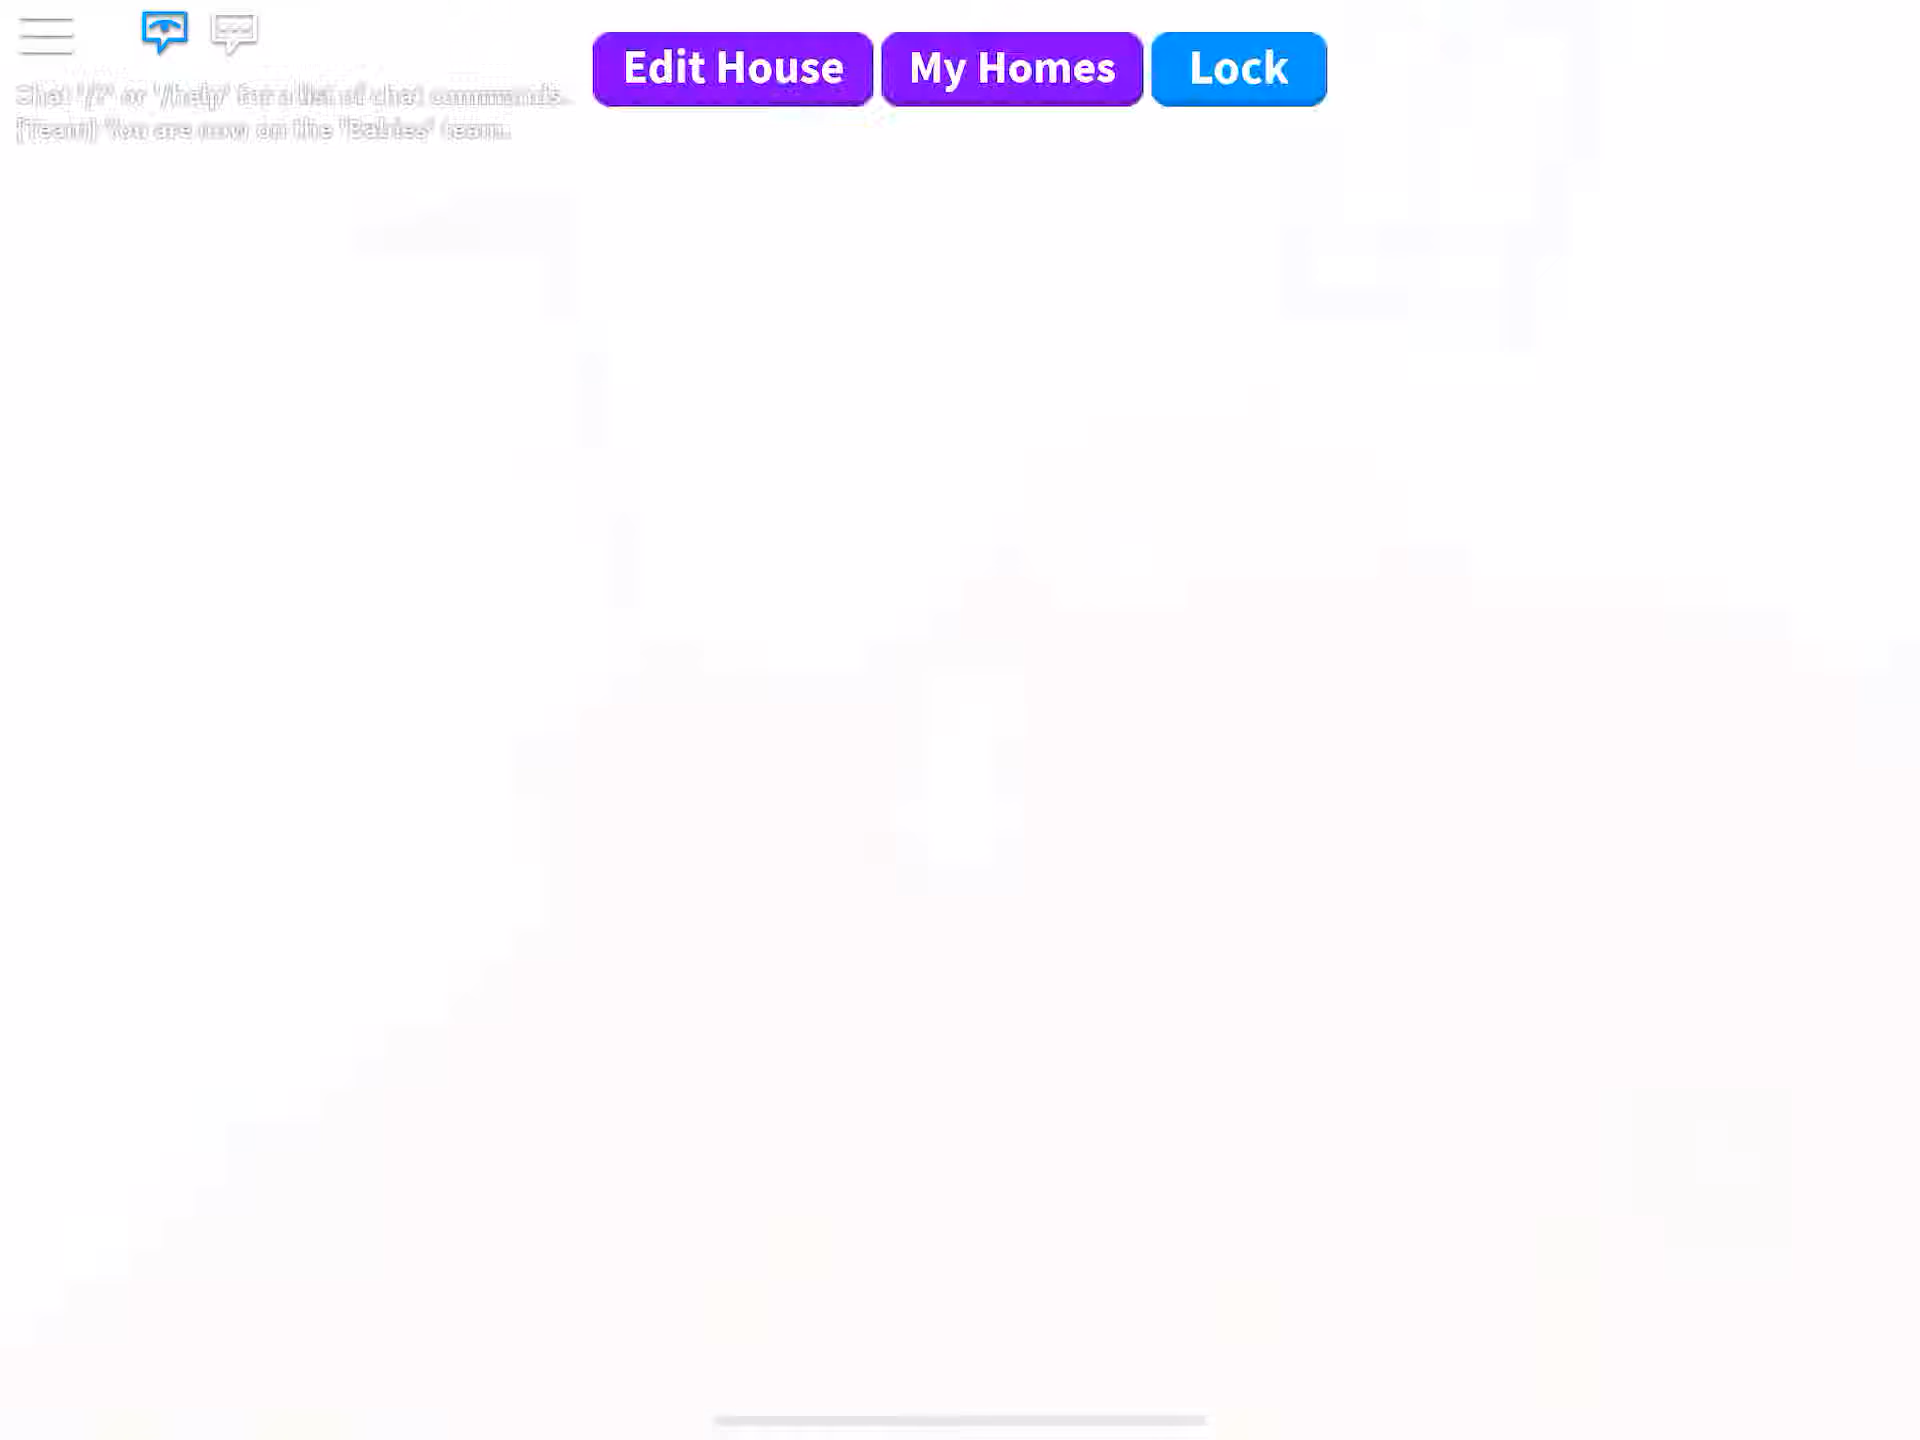 Edit House My Homes Lock
Chat '/?' or '/help' for a list of chat commands.
[Team] You are now on the 'Babies' team.